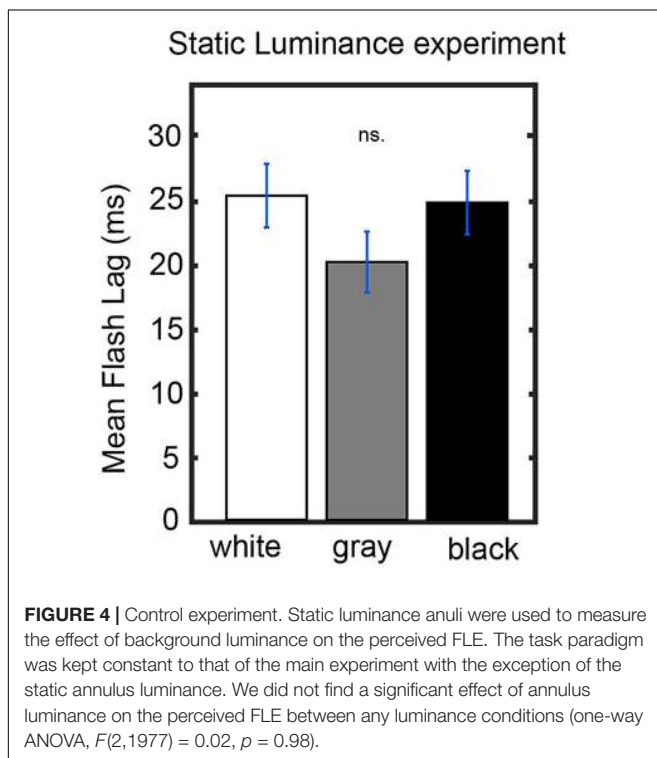 Static Luminance experiment
ns.
30
25
20
15
10
5
0
Mean Flash Lag (ms)
white gray black
FIGURE 4 | Control experiment. Static luminance anuli were used to measure
the effect of background luminance on the perceived FLE. The task paradigm
was kept constant to that of the main experiment with the exception of the
static annulus luminance. We did not find a significant effect of annulus
luminance on the perceived FLE between any luminance conditions (one-way
ANOVA, F(2,1977) = 0.02, p = 0.98).